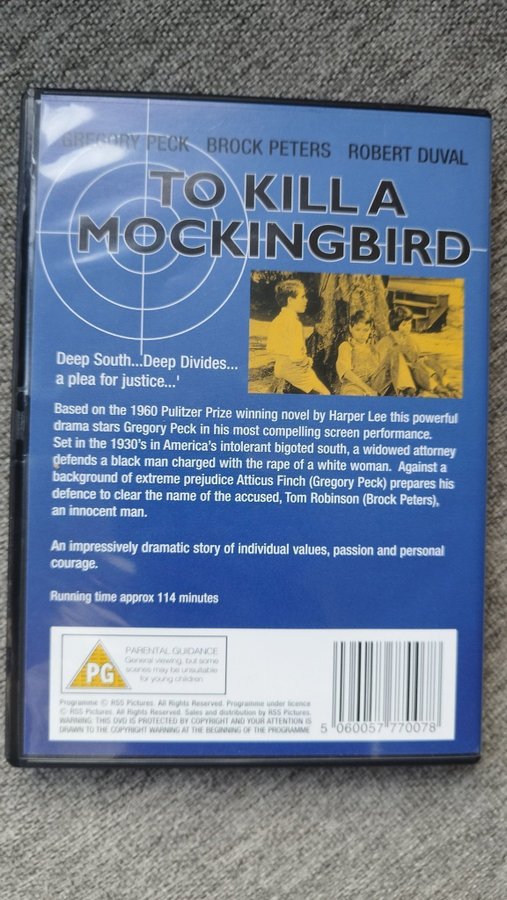 GREGORY PECK BROCK PETERS ROBERT DUVAL
TO KILL A
MOCKINGBIRD
Deep South...Deep Divides...
a plea for justice...'
Based on the 1960 Pulitzer Prize winning novel by Harper Lee this powerful
drama stars Gregory Peck in his most compelling screen performance.
Set in the 1930's in America's intolerant bigoted south, a widowed attorney
defends a black man charged with the rape of a white woman. Against a
background of extreme prejudice Atticus Finch (Gregory Peck) prepares his
defence to clear the name of the accused, Tom Robinson (Brock Peters),
an innocent man.
An impressively dramatic story of individual values, passion and personal
courage.
Running time approx 114 minutes
PG
PARENTAL GUIDANCE
General viewing, but some
scenes may be unsuitable
for young children
Programme © RSS Pictures. All Rights Reserved. Programme under licence
© RSS Pictures. All Rights Reserved. Sales and distribution by RSS Pictures.
WARNING: THIS DVD IS PROTECTED BY COPYRIGHT AND YOUR ATTENTION IS
DRAWN TO THE COPYRIGHT WARNING AT THE BEGINNING OF THE PROGRAMME
5 060057 770078